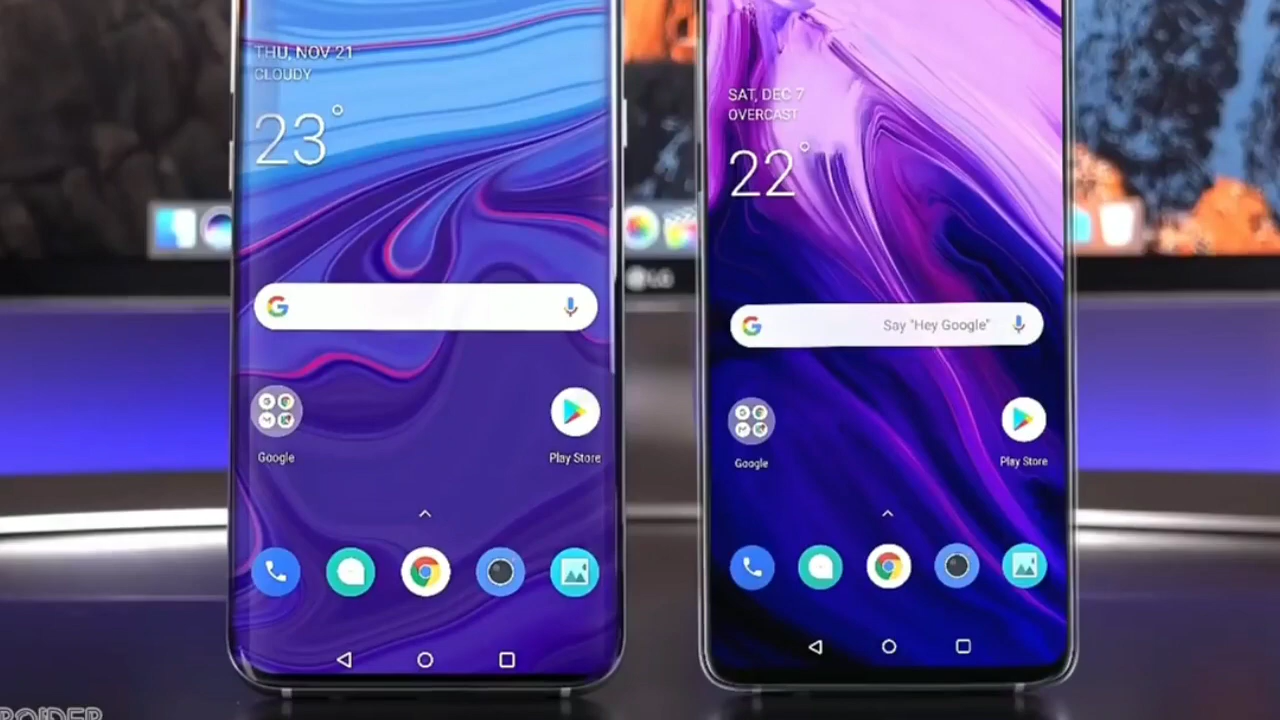 THU, NOV 21
CLOUDY
23°
Google
Play Store
SAT, DEC 7
OVERCAST
22°
Say "Hey Google"
Google
Play Store
LG